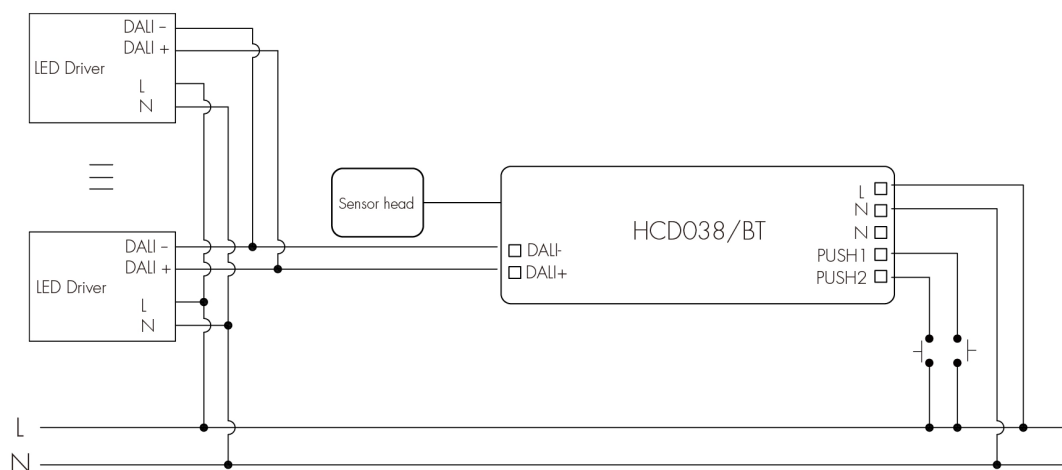 DALI –
DALI +
LED Driver
L
N
Sensor head
HCD038/BT
L
N
N
PUSH1
PUSH2
DALI-
DALI+
DALI –
DALI +
LED Driver
L
N
L
N